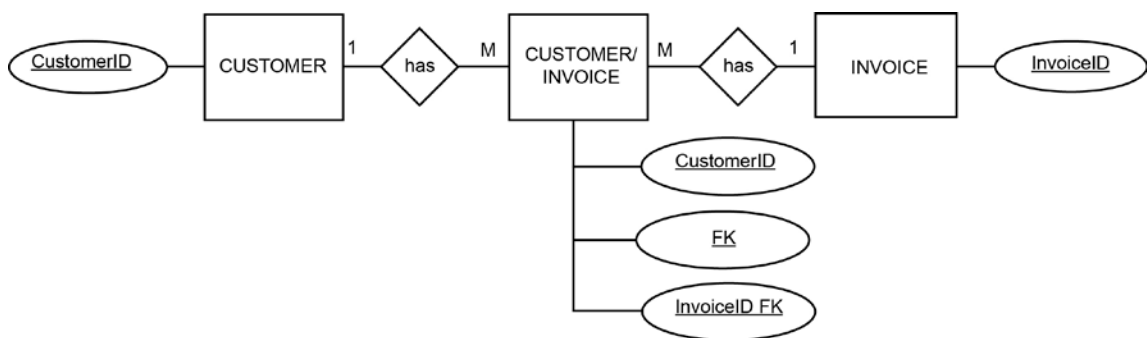 CustomerID
CUSTOMER
1
has
M
CUSTOMER/
INVOICE
M
has
1
INVOICE
InvoiceID
CustomerID
FK
InvoiceID FK